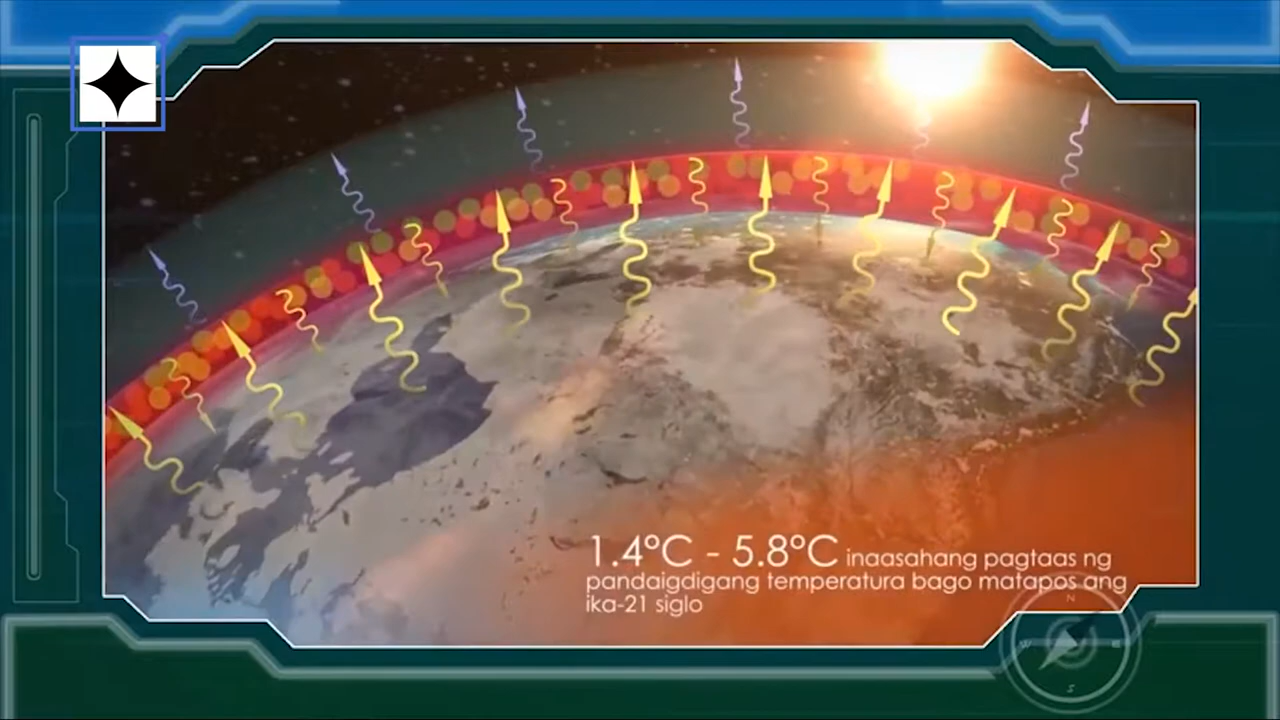 1.4°C - 5.8°C inaasahang pagtaas ng
pandaigdigang temperatura bago matapos ang
ika-21 siglo
N
W E
S